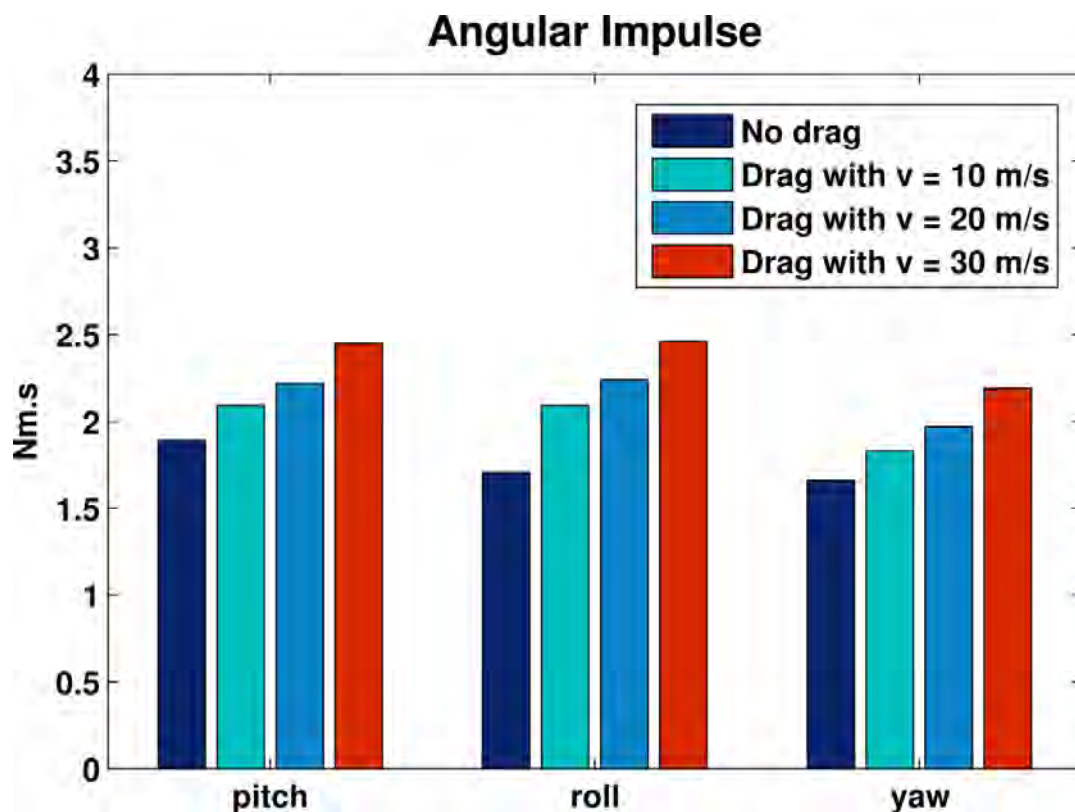 Angular Impulse
4
3.5
3
2.5
2
1.5
1
0.5
0
Nm.s
No drag
Drag with v = 10 m/s
Drag with v = 20 m/s
Drag with v = 30 m/s
pitch roll yaw